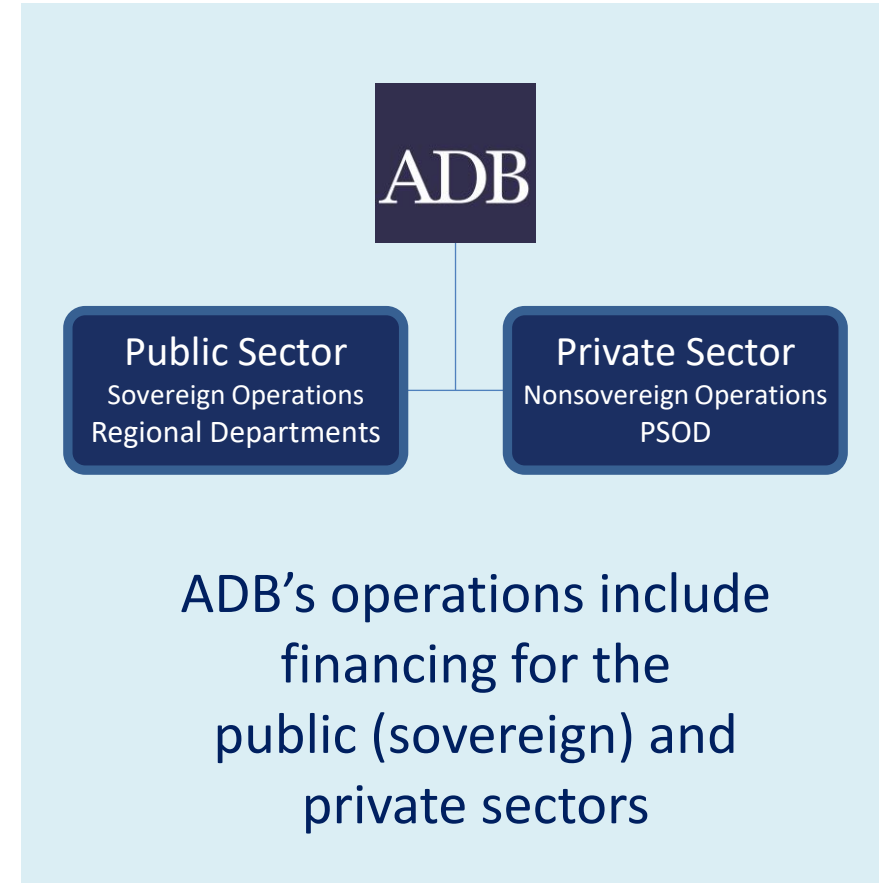 ADB
Public Sector
Sovereign Operations
Regional Departments
Private Sector
Nonsovereign Operations
PSOD
ADB’s operations include
financing for the
public (sovereign) and
private sectors